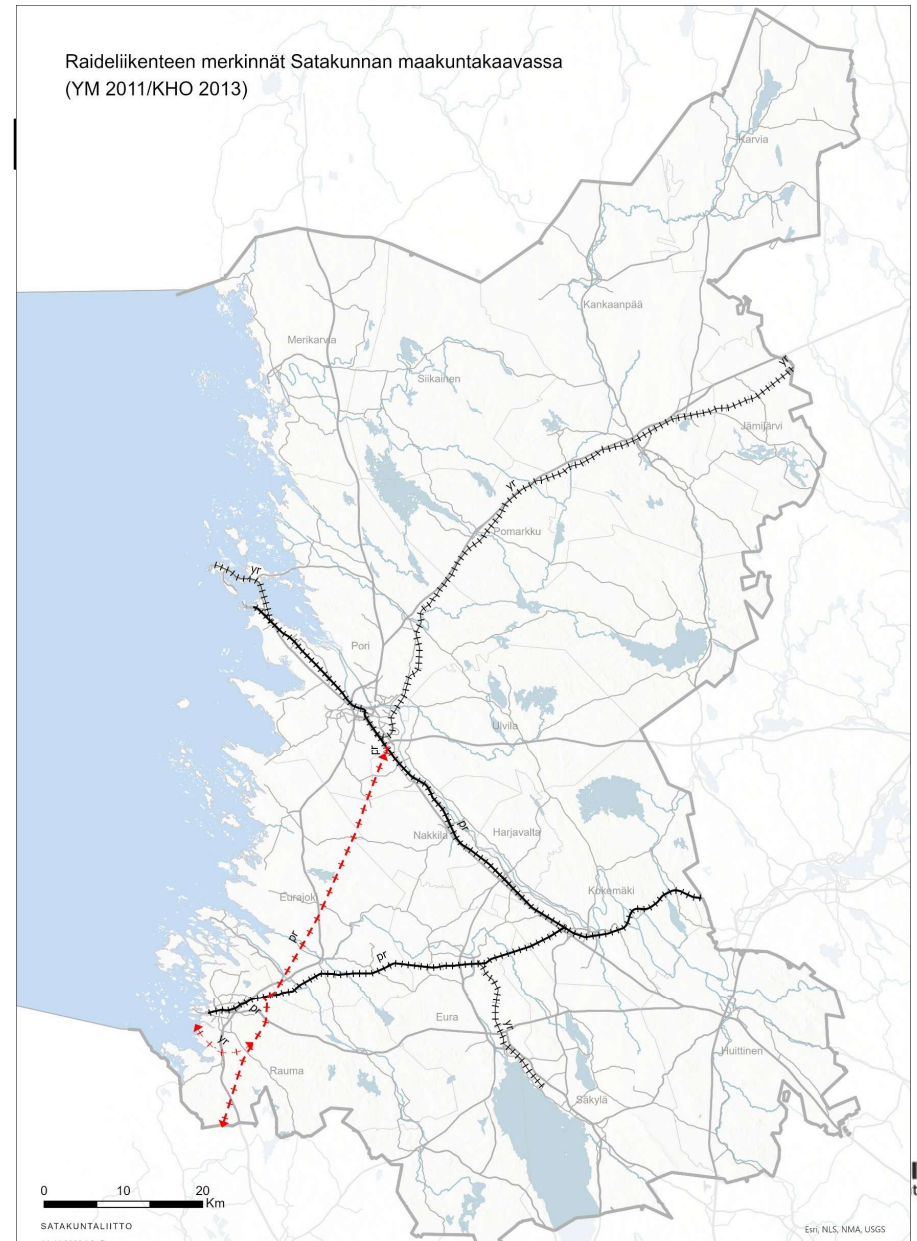 Raideliikenteen merkinnät Satakunnan maakuntakaavassa
(YM 2011/KHO 2013)
Karvia
Kankaanpää
Merikarvia
Siikainen
yr
Jämijärvi
yr
Pomarkku
yr
Pori
Ulvila
pr
pr
Nakkila
Harjavalta
Kokemäki
Eurajok
pr
pr
pr
Eura
yr
yr
Huittinen
Rauma
Säkylä
0 10 20
Km
SATAKUNTALIITTO
Esri, NLS, NMA, USGS
t